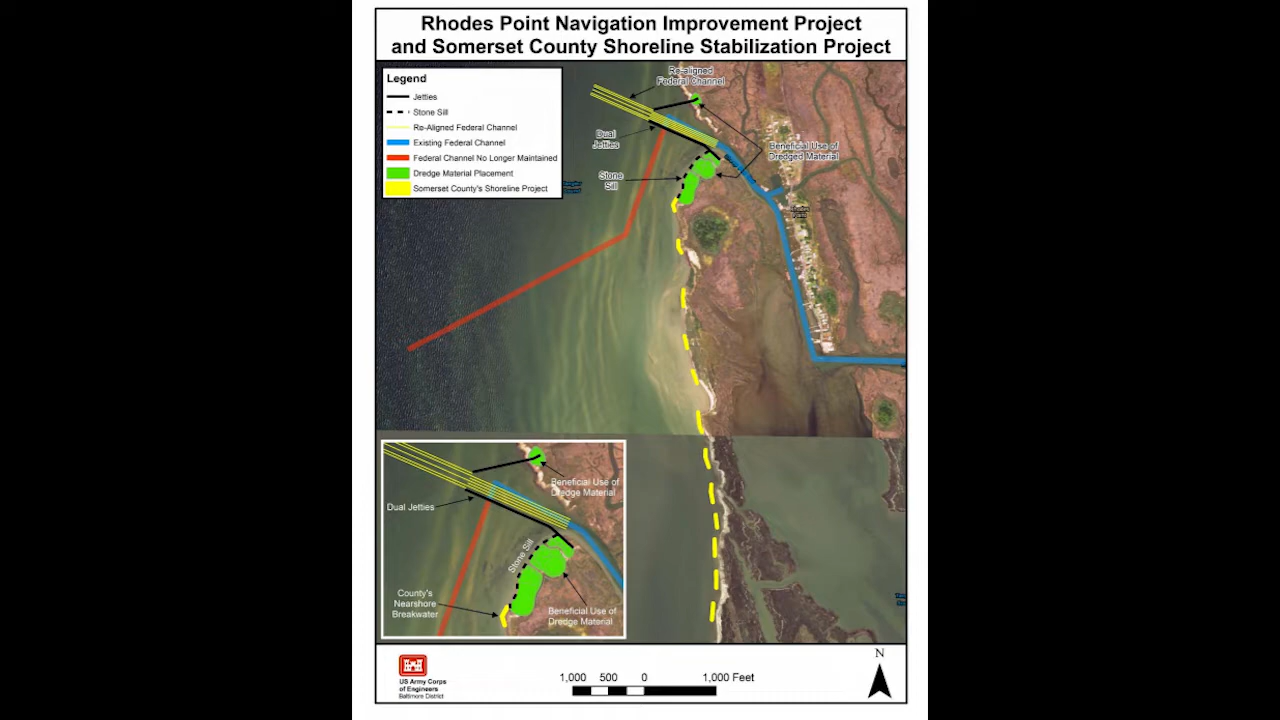 Rhodes Point Navigation Improvement Project
and Somerset County Shoreline Stabilization Project
Legend
Jetties
Stone Sill
Re-Aligned Federal Channel
Existing Federal Channel
Federal Channel No Longer Maintained
Dredge Material Placement
Somerset County's Shoreline Project
Re-aligned
Federal Channel
Dual
Jetties
Beneficial Use of
Dredged Material
Stone
Sill
Beneficial Use of
Dredge Material
Dual Jetties
Stone Sill
County's
Nearshore
Breakwater
Beneficial Use of
Dredge Material
US Army Corps
of Engineers
Baltimore District
1,000 500 0 1,000 Feet
N